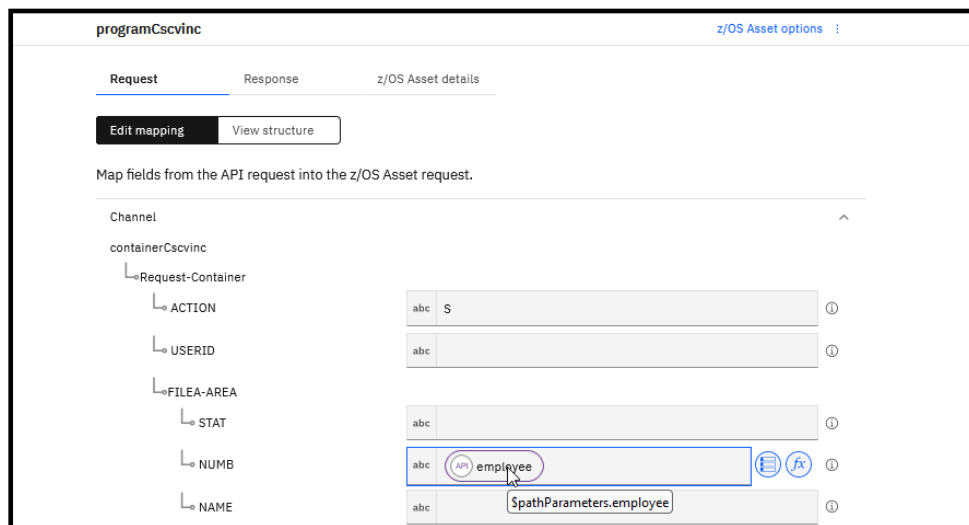 programCscvinc z/OS Asset options
Request Response z/OS Asset details
Edit mapping View structure
Map fields from the API request into the z/OS Asset request.
Channel
containerCscvinc
Request-Container
ACTION abc S
USERID abc
FILEA-AREA
STAT abc
NUMB abc API employee fx
$pathParameters.employee
NAME abc